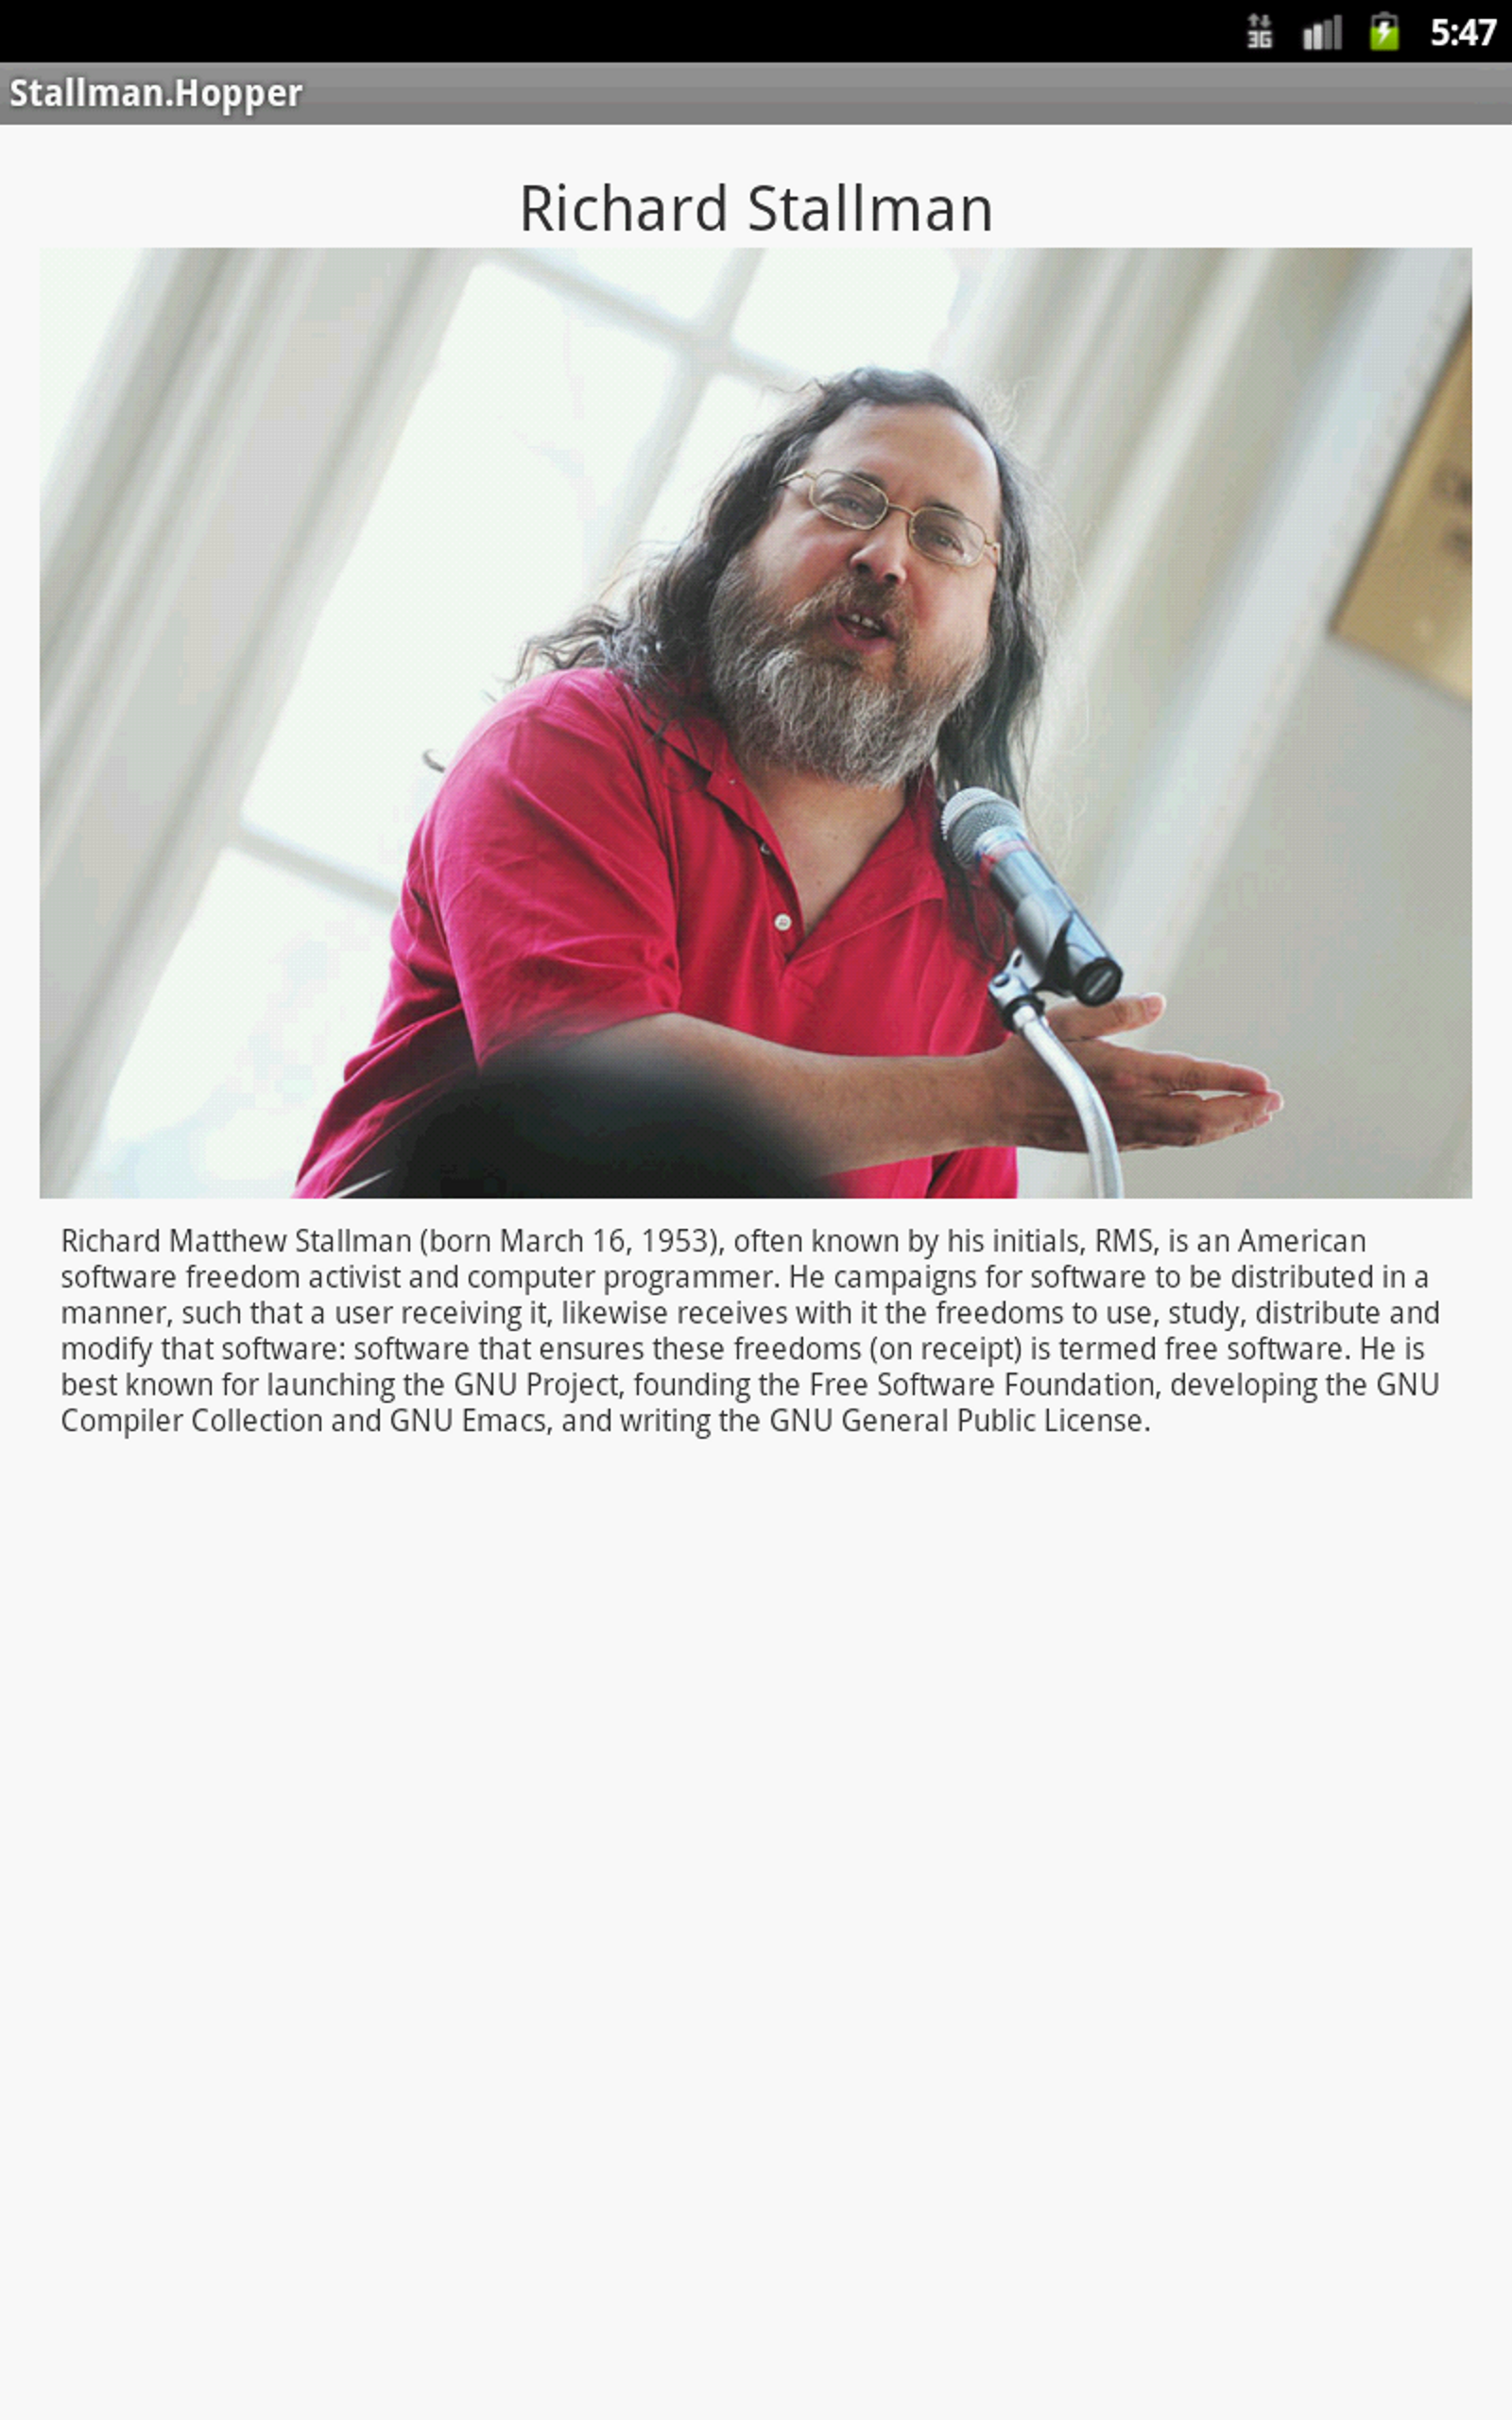 3G 5:47
Stallman.Hopper
Richard Stallman
Richard Matthew Stallman (born March 16, 1953), often known by his initials, RMS, is an American
software freedom activist and computer programmer. He campaigns for software to be distributed in a
manner, such that a user receiving it, likewise receives with it the freedoms to use, study, distribute and
modify that software: software that ensures these freedoms (on receipt) is termed free software. He is
best known for launching the GNU Project, founding the Free Software Foundation, developing the GNU
Compiler Collection and GNU Emacs, and writing the GNU General Public License.